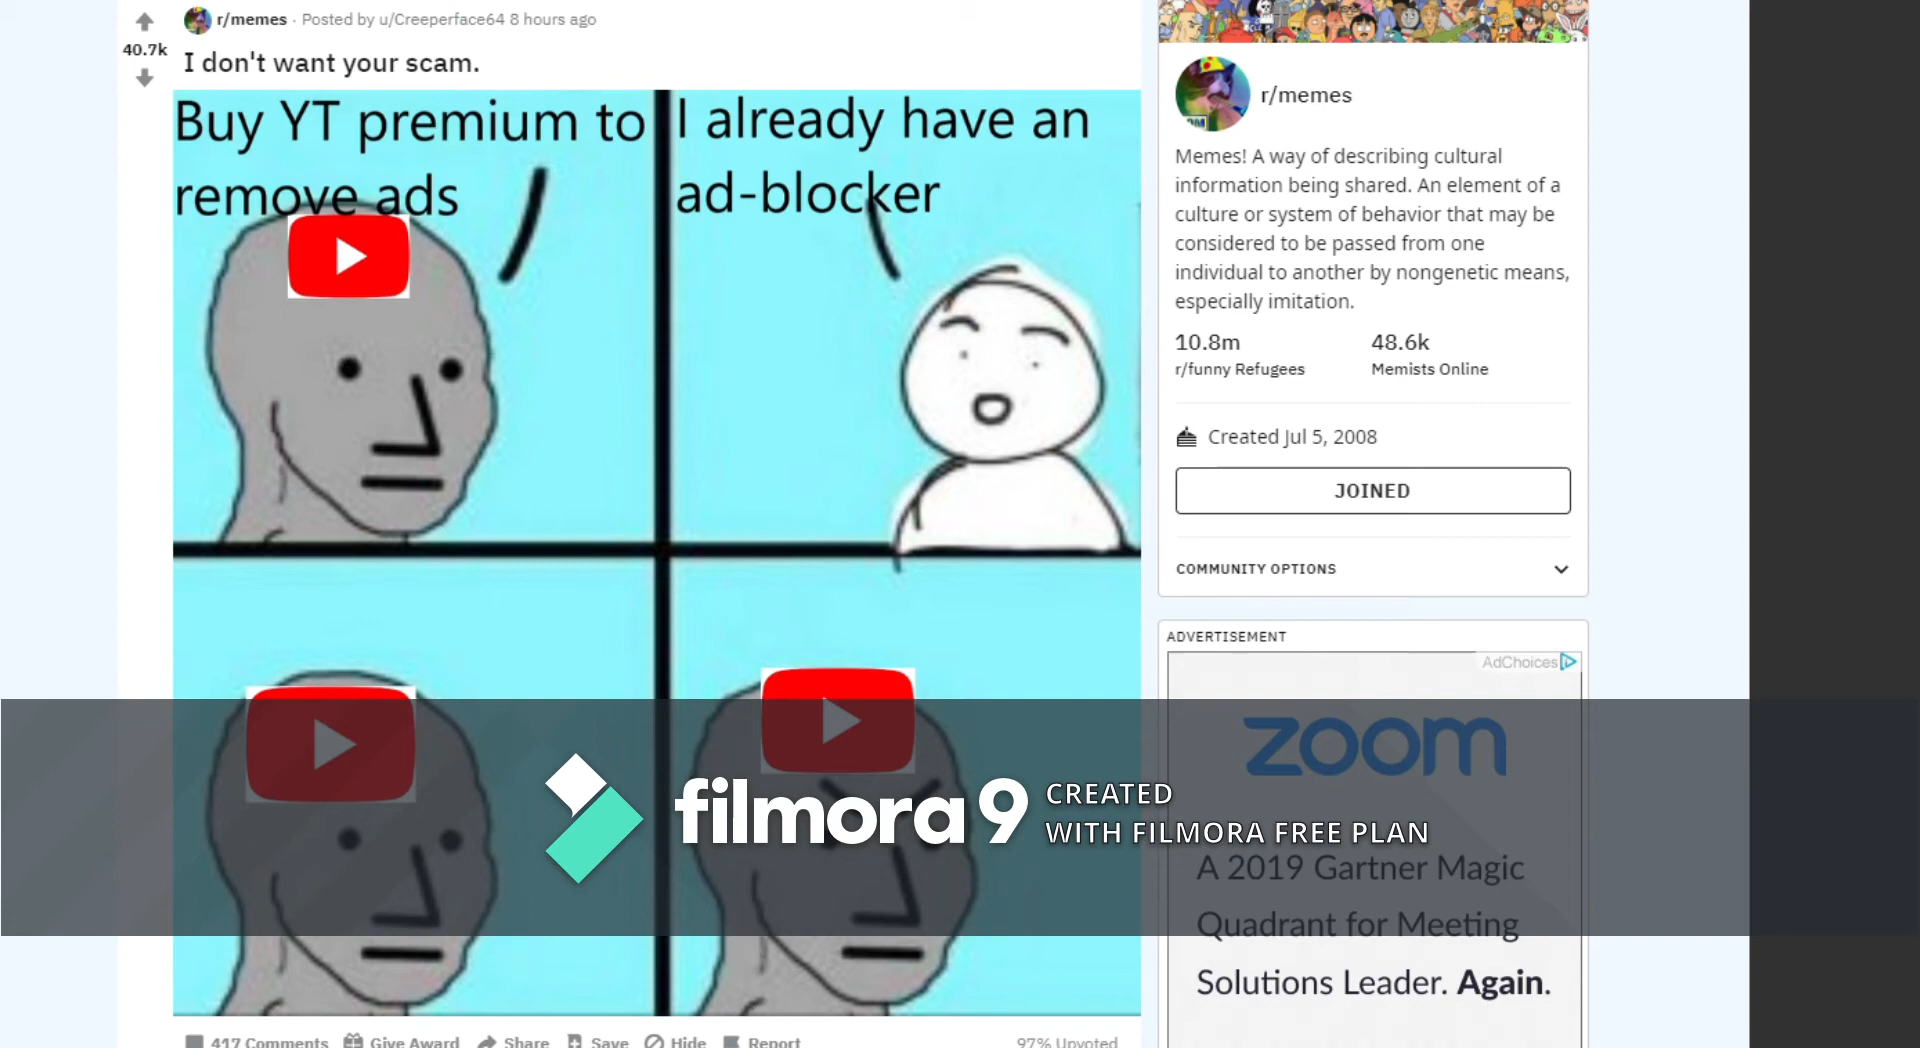 r/memes · Posted by u/Creeperface64 8 hours ago
40.7k
I don't want your scam.
Buy YT premium to
remove ads
I already have an
ad-blocker
417 Comments Give Award Share Save Hide Report 97% Upvoted
r/memes
Memes! A way of describing cultural
information being shared. An element of a
culture or system of behavior that may be
considered to be passed from one
individual to another by nongenetic means,
especially imitation.
10.8m 48.6k
r/funny Refugees Memists Online
Created Jul 5, 2008
JOINED
COMMUNITY OPTIONS
ADVERTISEMENT
AdChoices
zoom
A 2019 Gartner Magic
Quadrant for Meeting
Solutions Leader. Again.
filmora9 CREATED
WITH FILMORA FREE PLAN